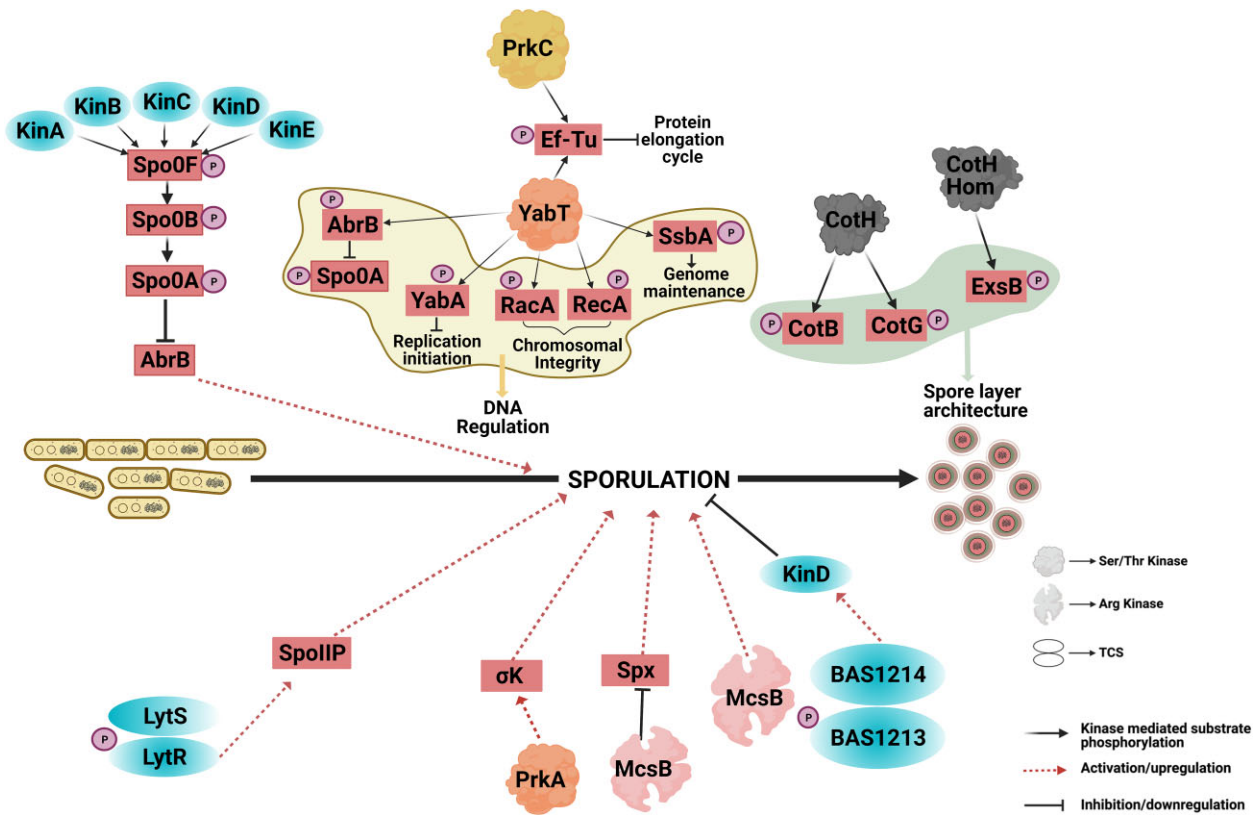 PrkC
KinA
KinB
KinC
KinD
KinE
P
Ef-Tu
Protein
elongation
cycle
Spo0F
P
Spo0B
P
Spo0A
P
AbrB
YabT
P
AbrB
P
Spo0A
P
YabA
Replication
initiation
P
RacA
P
RecA
Chromosomal
Integrity
SsbA
P
Genome
maintenance
DNA
Regulation
CotH
CotH
Hom
ExsB
P
P
CotB
CotG
P
Spore layer
architecture
SPORULATION
KinD
SpoIIP
LytS
P
LytR
σK
PrkA
Spx
McsB
McsB
BAS1214
P
BAS1213
Ser/Thr Kinase
Arg Kinase
TCS
Kinase mediated substrate
phosphorylation
Activation/upregulation
Inhibition/downregulation